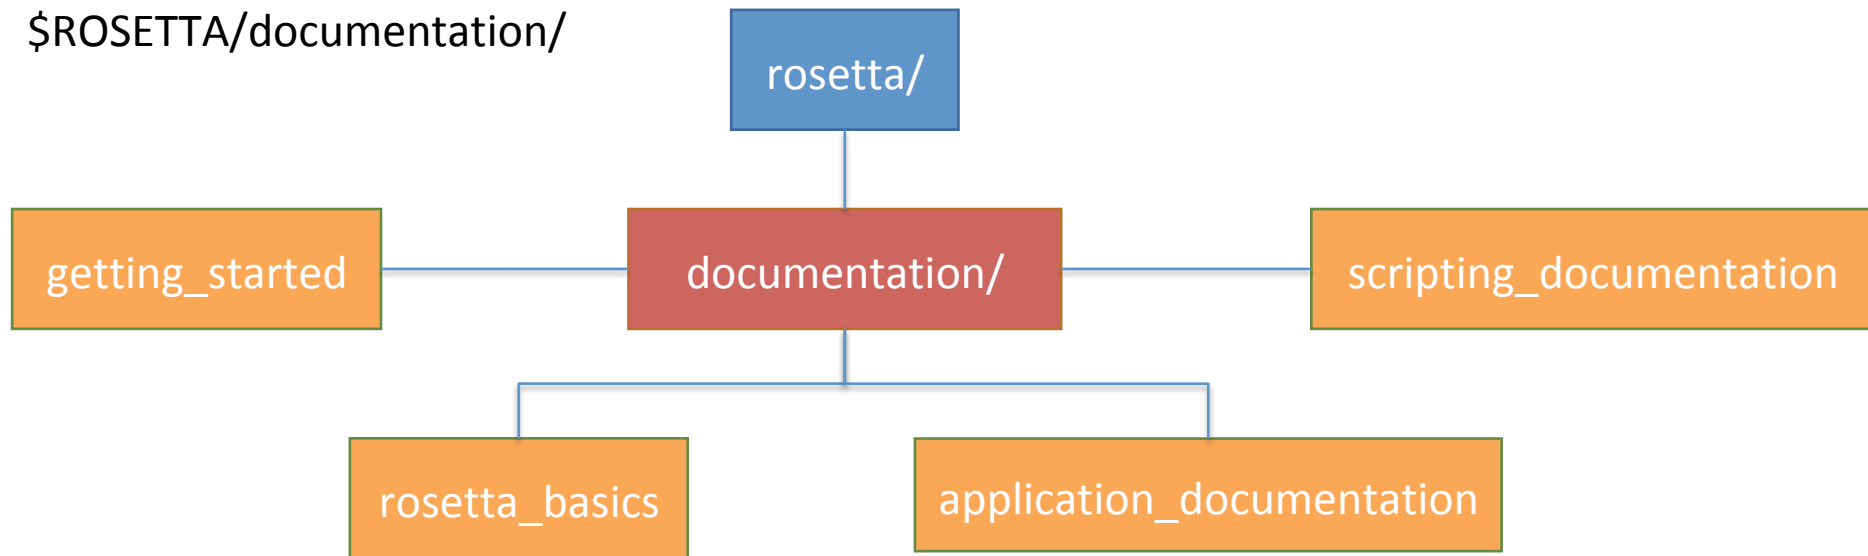 $ROSETTA/documentation/
rosetta/
getting_started
documentation/
scripting_documentation
rosetta_basics
application_documentation